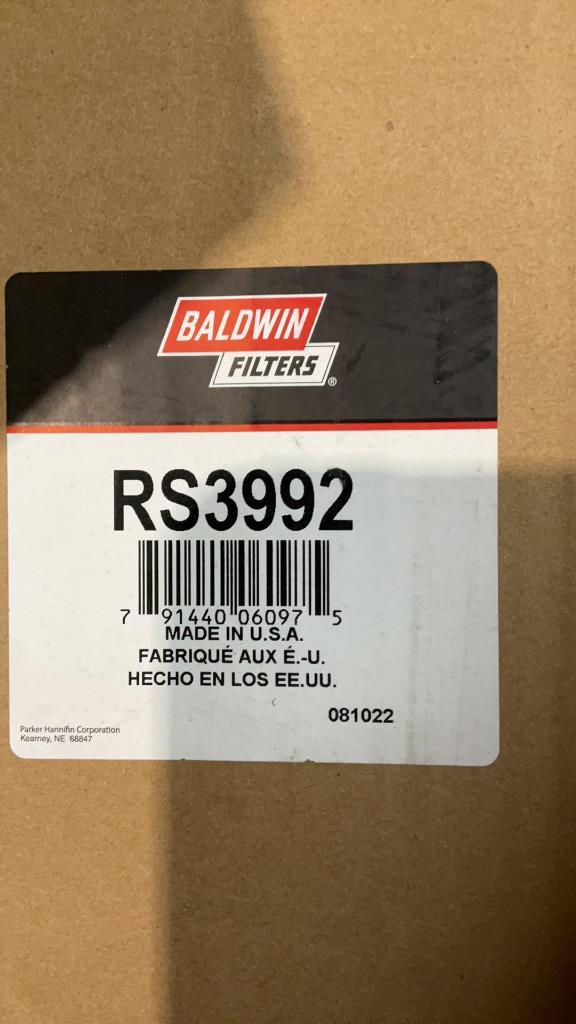 BALDWIN
FILTERS®
RS3992
7 91440 06097 5
MADE IN U.S.A.
FABRIQUÉ AUX É.-U.
HECHO EN LOS EE.UU.
081022
Parker Hannifin Corporation
Kearney, NE 68847